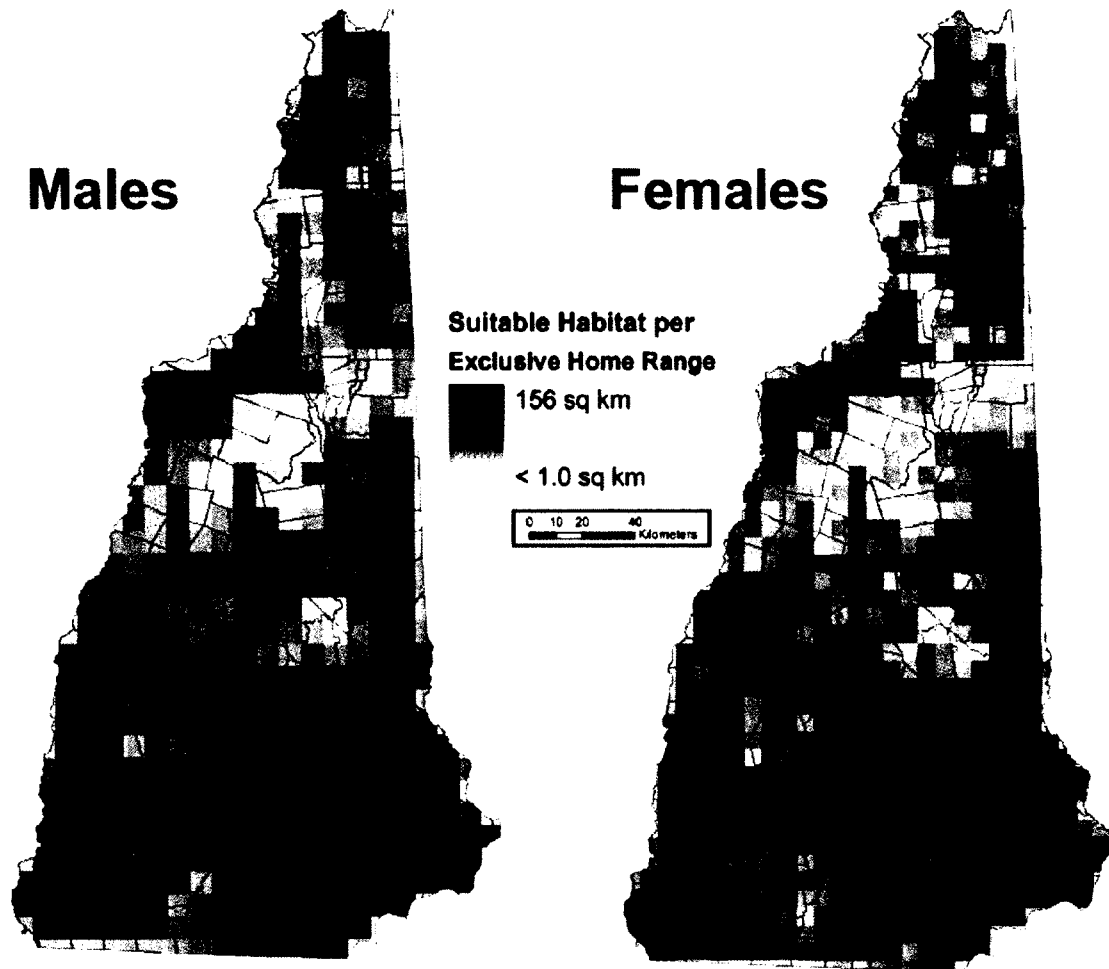 Males
Females
Suitable Habitat per
Exclusive Home Range
156 sq km
< 1.0 sq km
0 10 20 40
Kilometers